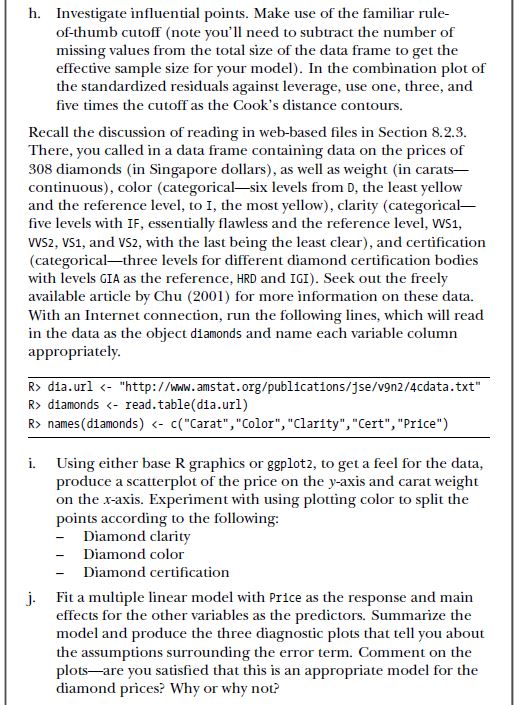 h. Investigate influential points. Make use of the familiar rule-
of-thumb cutoff (note you'll need to subtract the number of
missing values from the total size of the data frame to get the
effective sample size for your model). In the combination plot of
the standardized residuals against leverage, use one, three, and
five times the cutoff as the Cook's distance contours.
Recall the discussion of reading in web-based files in Section 8.2.3.
There, you called in a data frame containing data on the prices of
308 diamonds (in Singapore dollars), as well as weight (in carats—
continuous), color (categorical—six levels from D, the least yellow
and the reference level, to I, the most yellow), clarity (categorical—
five levels with IF, essentially flawless and the reference level, VVS1,
VVS2, VS1, and VS2, with the last being the least clear), and certification
(categorical—three levels for different diamond certification bodies
with levels GIA as the reference, HRD and IGI). Seek out the freely
available article by Chu (2001) for more information on these data.
With an Internet connection, run the following lines, which will read
in the data as the object diamonds and name each variable column
appropriately.
R> dia.url <- "http://www.amstat.org/publications/jse/v9n2/4cdata.txt"
R> diamonds <- read.table(dia.url)
R> names(diamonds) <- c("Carat","Color","Clarity","Cert","Price")
i. Using either base R graphics or ggplot2, to get a feel for the data,
produce a scatterplot of the price on the y-axis and carat weight
on the x-axis. Experiment with using plotting color to split the
points according to the following:
– Diamond clarity
– Diamond color
– Diamond certification
j. Fit a multiple linear model with Price as the response and main
effects for the other variables as the predictors. Summarize the
model and produce the three diagnostic plots that tell you about
the assumptions surrounding the error term. Comment on the
plots—are you satisfied that this is an appropriate model for the
diamond prices? Why or why not?